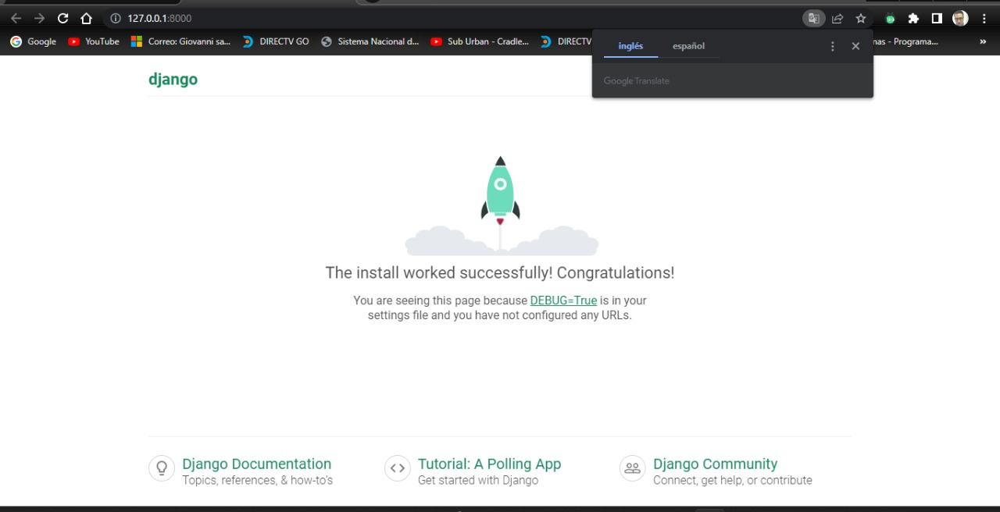 127.0.0.1:8000
Google YouTube Correo: Giovanni sa... DIRECTV GO Sistema Nacional d... Sub Urban - Cradle... DIRECTV nas - Programa... »
inglés español
Google Translate
django
The install worked successfully! Congratulations!
You are seeing this page because DEBUG=True is in your
settings file and you have not configured any URLs.
Django Documentation
Topics, references, & how-to's
Tutorial: A Polling App
Get started with Django
Django Community
Connect, get help, or contribute